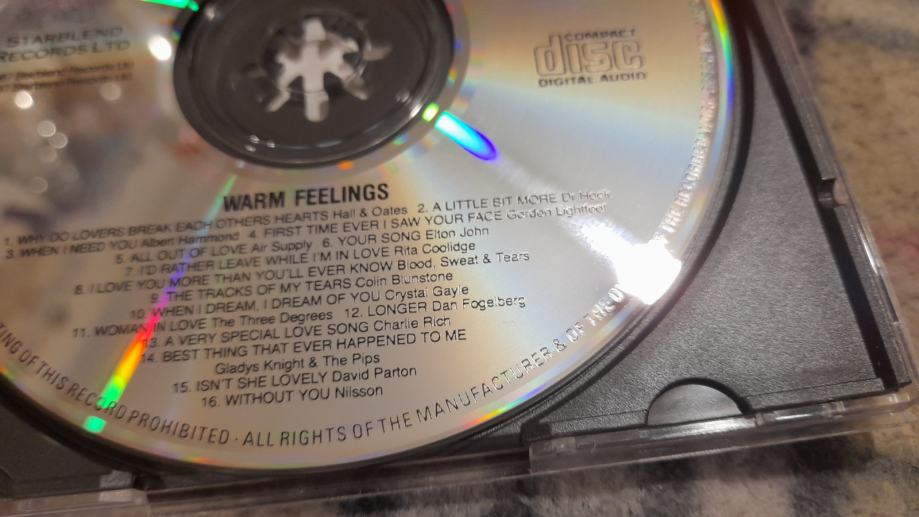 STARBLEND
RECORDS LTD
COMPACT
disc
DIGITAL AUDIO
WARM FEELINGS
1. WHY DO LOVERS BREAK EACH OTHERS HEARTS Hall & Oates 2. A LITTLE BIT MORE Dr Hook
3. WHEN I NEED YOU Albert Hammond 4. FIRST TIME EVER I SAW YOUR FACE Gordon Lightfoot
5. ALL OUT OF LOVE Air Supply 6. YOUR SONG Elton John
7. I'D RATHER LEAVE WHILE I'M IN LOVE Rita Coolidge
8. I LOVE YOU MORE THAN YOU'LL EVER KNOW Blood, Sweat & Tears
9. THE TRACKS OF MY TEARS Colin Blunstone
10. WHEN I DREAM, I DREAM OF YOU Crystal Gayle
11. WOMAN IN LOVE The Three Degrees 12. LONGER Dan Fogelberg
13. A VERY SPECIAL LOVE SONG Charlie Rich
14. BEST THING THAT EVER HAPPENED TO ME
Gladys Knight & The Pips
15. ISN'T SHE LOVELY David Parton
16. WITHOUT YOU Nilsson
OF THIS RECORD PROHIBITED · ALL RIGHTS OF THE MANUFACTURER & OF THE